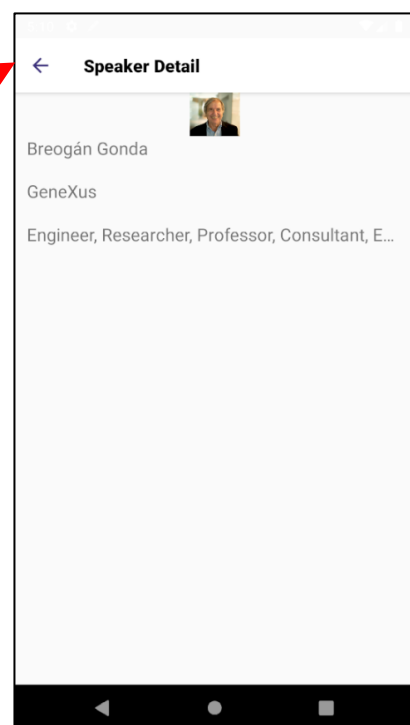 Speaker Detail
Breogán Gonda
GeneXus
Engineer, Researcher, Professor, Consultant, E...